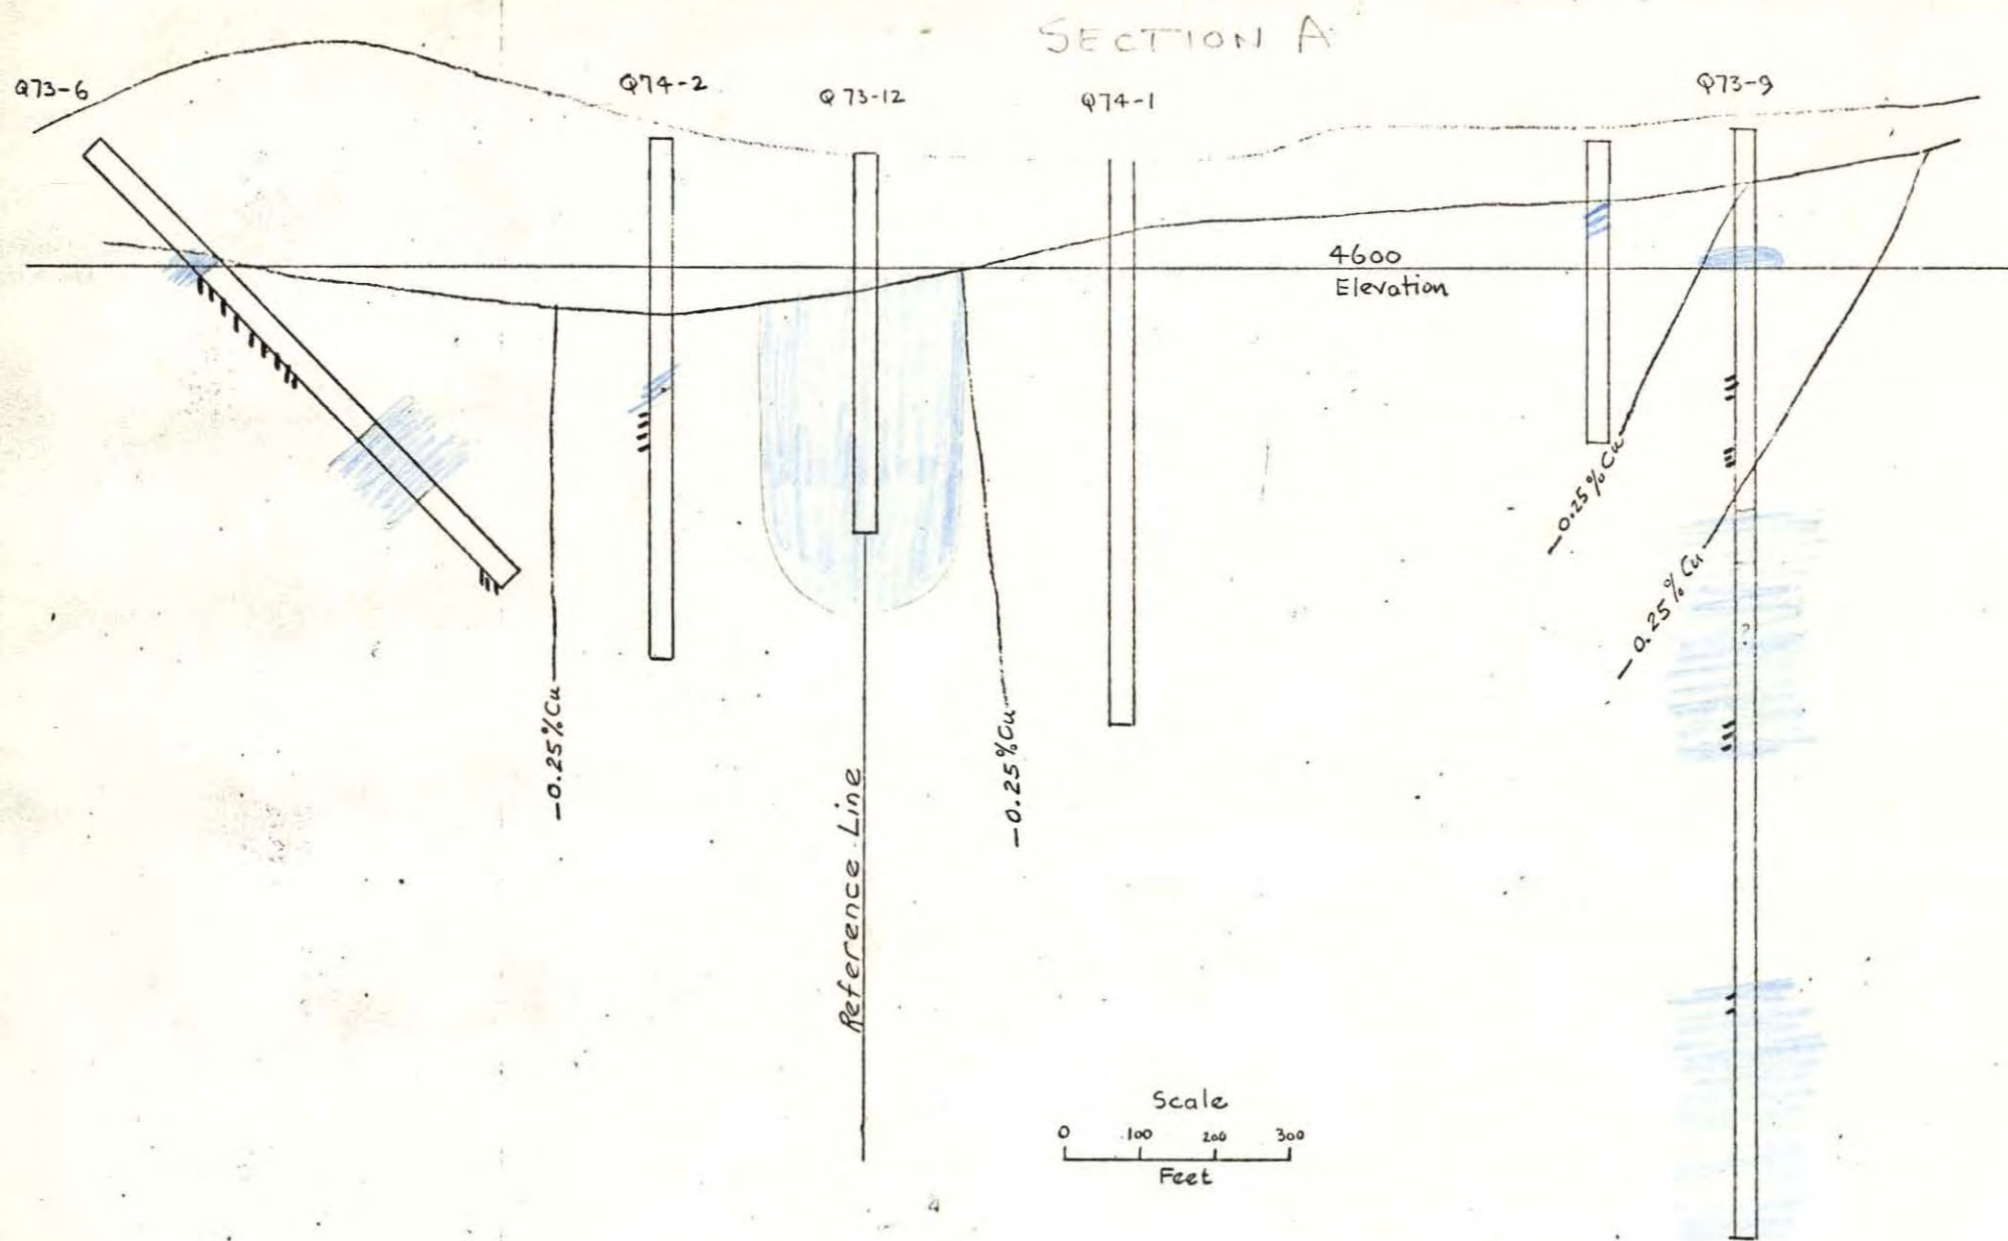 SECTION A
Q73-6
Q74-2
Q73-12
Q74-1
Q73-9
4600
Elevation
-0.25%Cu-
-0.25%Cu-
-0.25%Cu
-0.25%Cu
?
Reference Line
Scale
0 100 200 300
Feet